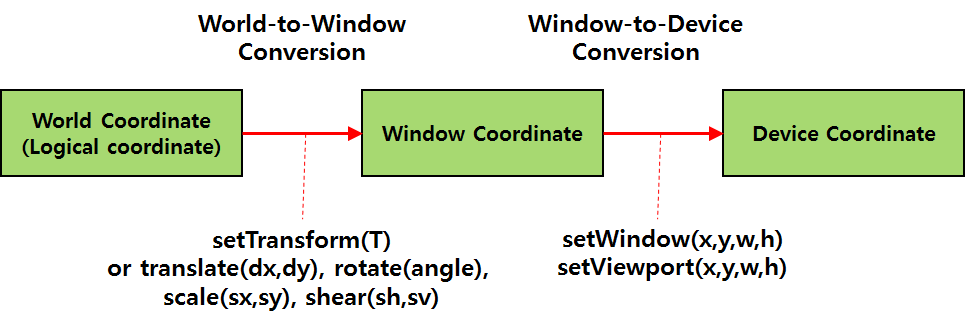 World-to-Window
Conversion
Window-to-Device
Conversion
World Coordinate
(Logical coordinate)
Window Coordinate
Device Coordinate
setTransform(T)
or translate(dx,dy), rotate(angle),
scale(sx,sy), shear(sh,sv)
setWindow(x,y,w,h)
setViewport(x,y,w,h)